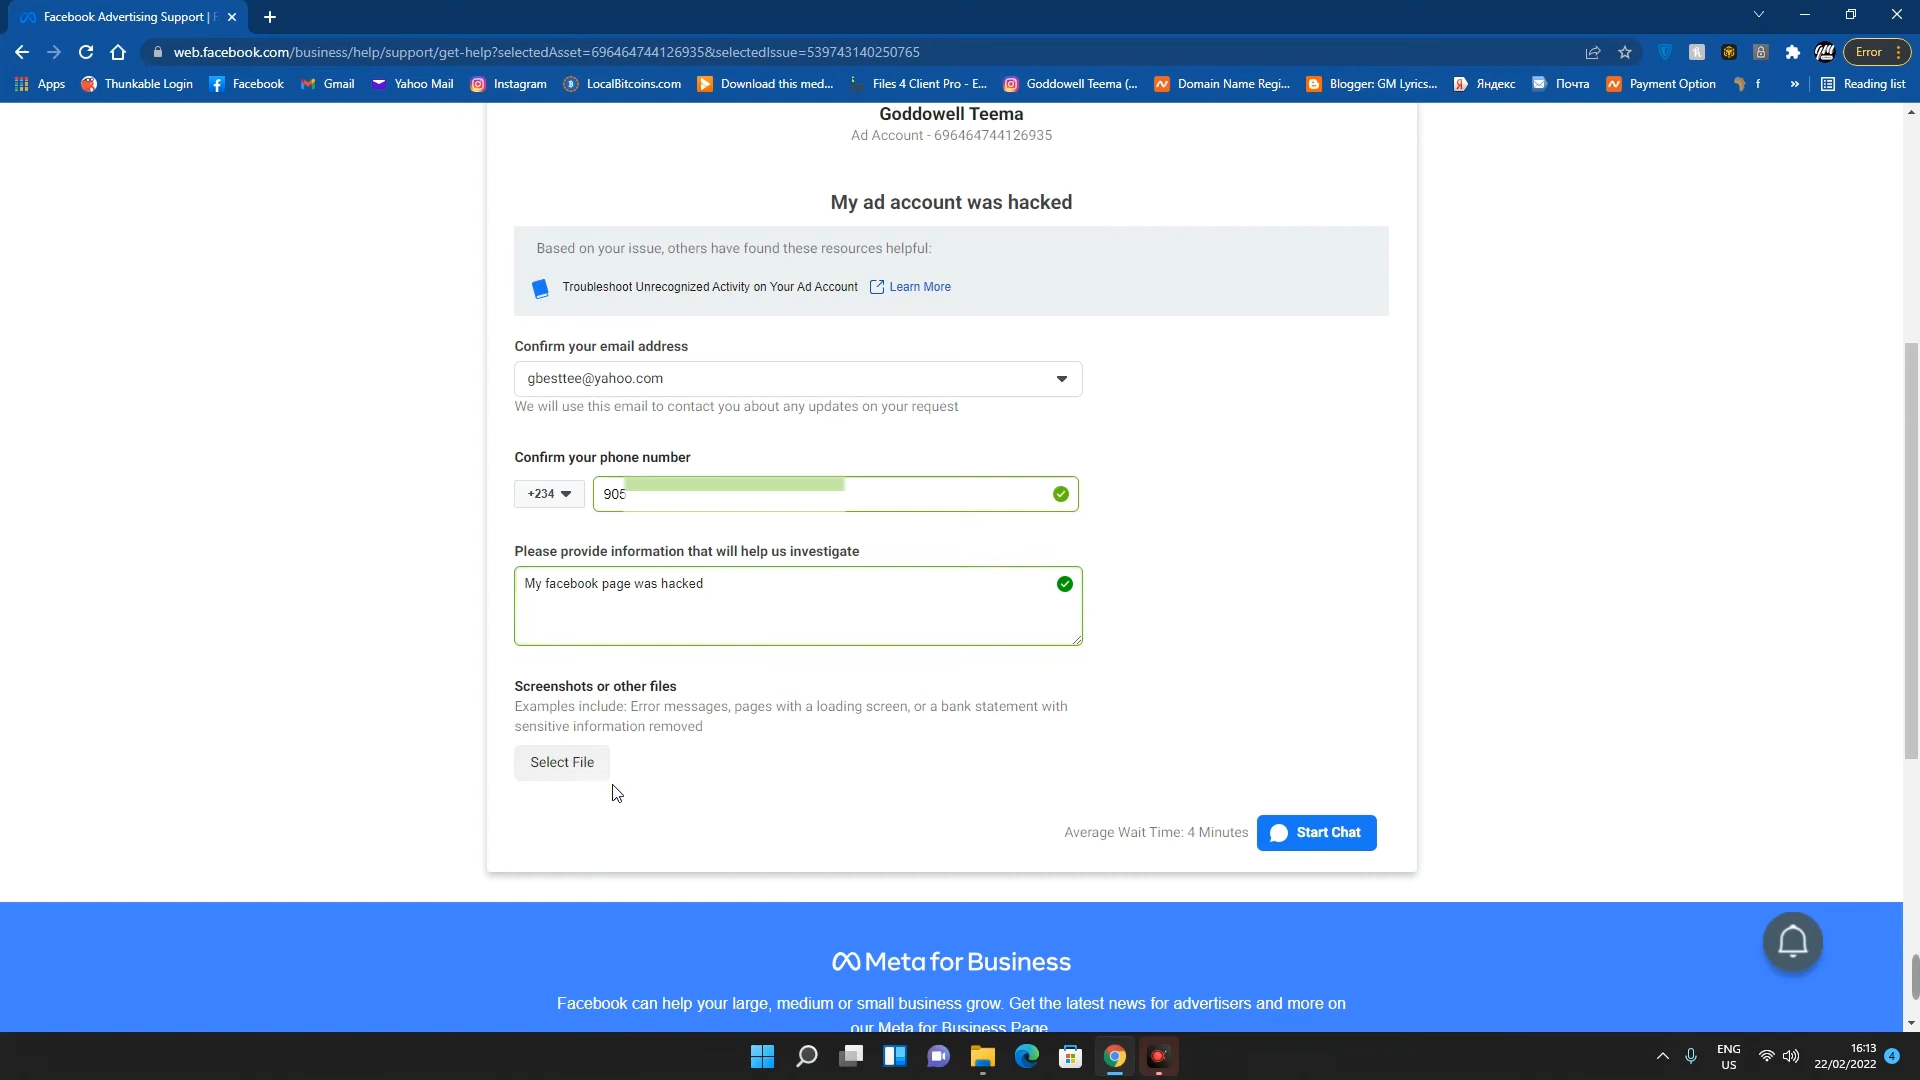 Facebook Advertising Support | F
web.facebook.com/business/help/support/get-help?selectedAsset=696464744126935&selectedIssue=539743140250765
Error
Apps
Thunkable Login
Facebook
Gmail
Yahoo Mail
Instagram
LocalBitcoins.com
Download this med...
Files 4 Client Pro - E...
Goddowell Teema (...
Domain Name Regi...
Blogger: GM Lyrics...
Яндекс
Почта
Payment Option
f
»
Reading list
Goddowell Teema
Ad Account - 696464744126935
My ad account was hacked
Based on your issue, others have found these resources helpful:
Troubleshoot Unrecognized Activity on Your Ad Account Learn More
Confirm your email address
gbesttee@yahoo.com
We will use this email to contact you about any updates on your request
Confirm your phone number
+234
905
Please provide information that will help us investigate
My facebook page was hacked
Screenshots or other files
Examples include: Error messages, pages with a loading screen, or a bank statement with
sensitive information removed
Select File
Average Wait Time: 4 Minutes
Start Chat
Meta for Business
Facebook can help your large, medium or small business grow. Get the latest news for advertisers and more on
our Meta for Business Page
ENG
US
16:13
22/02/2022
4